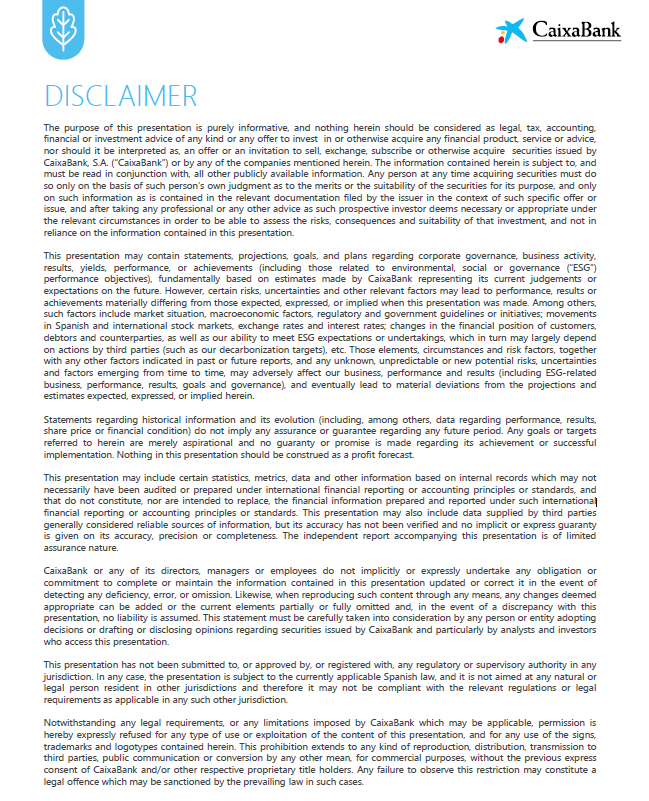 CaixaBank
DISCLAIMER
The purpose of this presentation is purely informative, and nothing herein should be considered as legal, tax, accounting,
financial or investment advice of any kind or any offer to invest in or otherwise acquire any financial product, service or advice,
nor should it be interpreted as, an offer or an invitation to sell, exchange, subscribe or otherwise acquire securities issued by
CaixaBank, S.A. (“CaixaBank”) or by any of the companies mentioned herein. The information contained herein is subject to, and
must be read in conjunction with, all other publicly available information. Any person at any time acquiring securities must do
so only on the basis of such person’s own judgment as to the merits or the suitability of the securities for its purpose, and only
on such information as is contained in the relevant documentation filed by the issuer in the context of such specific offer or
issue, and after taking any professional or any other advice as such prospective investor deems necessary or appropriate under
the relevant circumstances in order to be able to assess the risks, consequences and suitability of that investment, and not in
reliance on the information contained in this presentation.
This presentation may contain statements, projections, goals, and plans regarding corporate governance, business activity,
results, yields, performance, or achievements (including those related to environmental, social or governance (“ESG”)
performance objectives), fundamentally based on estimates made by CaixaBank representing its current judgements or
expectations on the future. However, certain risks, uncertainties and other relevant factors may lead to performance, results or
achievements materially differing from those expected, expressed, or implied when this presentation was made. Among others,
such factors include market situation, macroeconomic factors, regulatory and government guidelines or initiatives; movements
in Spanish and international stock markets, exchange rates and interest rates; changes in the financial position of customers,
debtors and counterparties, as well as our ability to meet ESG expectations or undertakings, which in turn may largely depend
on actions by third parties (such as our decarbonization targets), etc. Those elements, circumstances and risk factors, together
with any other factors indicated in past or future reports, and any unknown, unpredictable or new potential risks, uncertainties
and factors emerging from time to time, may adversely affect our business, performance and results (including ESG-related
business, performance, results, goals and governance), and eventually lead to material deviations from the projections and
estimates expected, expressed, or implied herein.
Statements regarding historical information and its evolution (including, among others, data regarding performance, results,
share price or financial condition) do not imply any assurance or guarantee regarding any future period. Any goals or targets
referred to herein are merely aspirational and no guaranty or promise is made regarding its achievement or successful
implementation. Nothing in this presentation should be construed as a profit forecast.
This presentation may include certain statistics, metrics, data and other information based on internal records which may not
necessarily have been audited or prepared under international financial reporting or accounting principles or standards, and
that do not constitute, nor are intended to replace, the financial information prepared and reported under such international
financial reporting or accounting principles or standards. This presentation may also include data supplied by third parties
generally considered reliable sources of information, but its accuracy has not been verified and no implicit or express guaranty
is given on its accuracy, precision or completeness. The independent report accompanying this presentation is of limited
assurance nature.
CaixaBank or any of its directors, managers or employees do not implicitly or expressly undertake any obligation or
commitment to complete or maintain the information contained in this presentation updated or correct it in the event of
detecting any deficiency, error, or omission. Likewise, when reproducing such content through any means, any changes deemed
appropriate can be added or the current elements partially or fully omitted and, in the event of a discrepancy with this
presentation, no liability is assumed. This statement must be carefully taken into consideration by any person or entity adopting
decisions or drafting or disclosing opinions regarding securities issued by CaixaBank and particularly by analysts and investors
who access this presentation.
This presentation has not been submitted to, or approved by, or registered with, any regulatory or supervisory authority in any
jurisdiction. In any case, the presentation is subject to the currently applicable Spanish law, and it is not aimed at any natural or
legal person resident in other jurisdictions and therefore it may not be compliant with the relevant regulations or legal
requirements as applicable in any such other jurisdiction.
Notwithstanding any legal requirements, or any limitations imposed by CaixaBank which may be applicable, permission is
hereby expressly refused for any type of use or exploitation of the content of this presentation, and for any use of the signs,
trademarks and logotypes contained herein. This prohibition extends to any kind of reproduction, distribution, transmission to
third parties, public communication or conversion by any other mean, for commercial purposes, without the previous express
consent of CaixaBank and/or other respective proprietary title holders. Any failure to observe this restriction may constitute a
legal offence which may be sanctioned by the prevailing law in such cases.